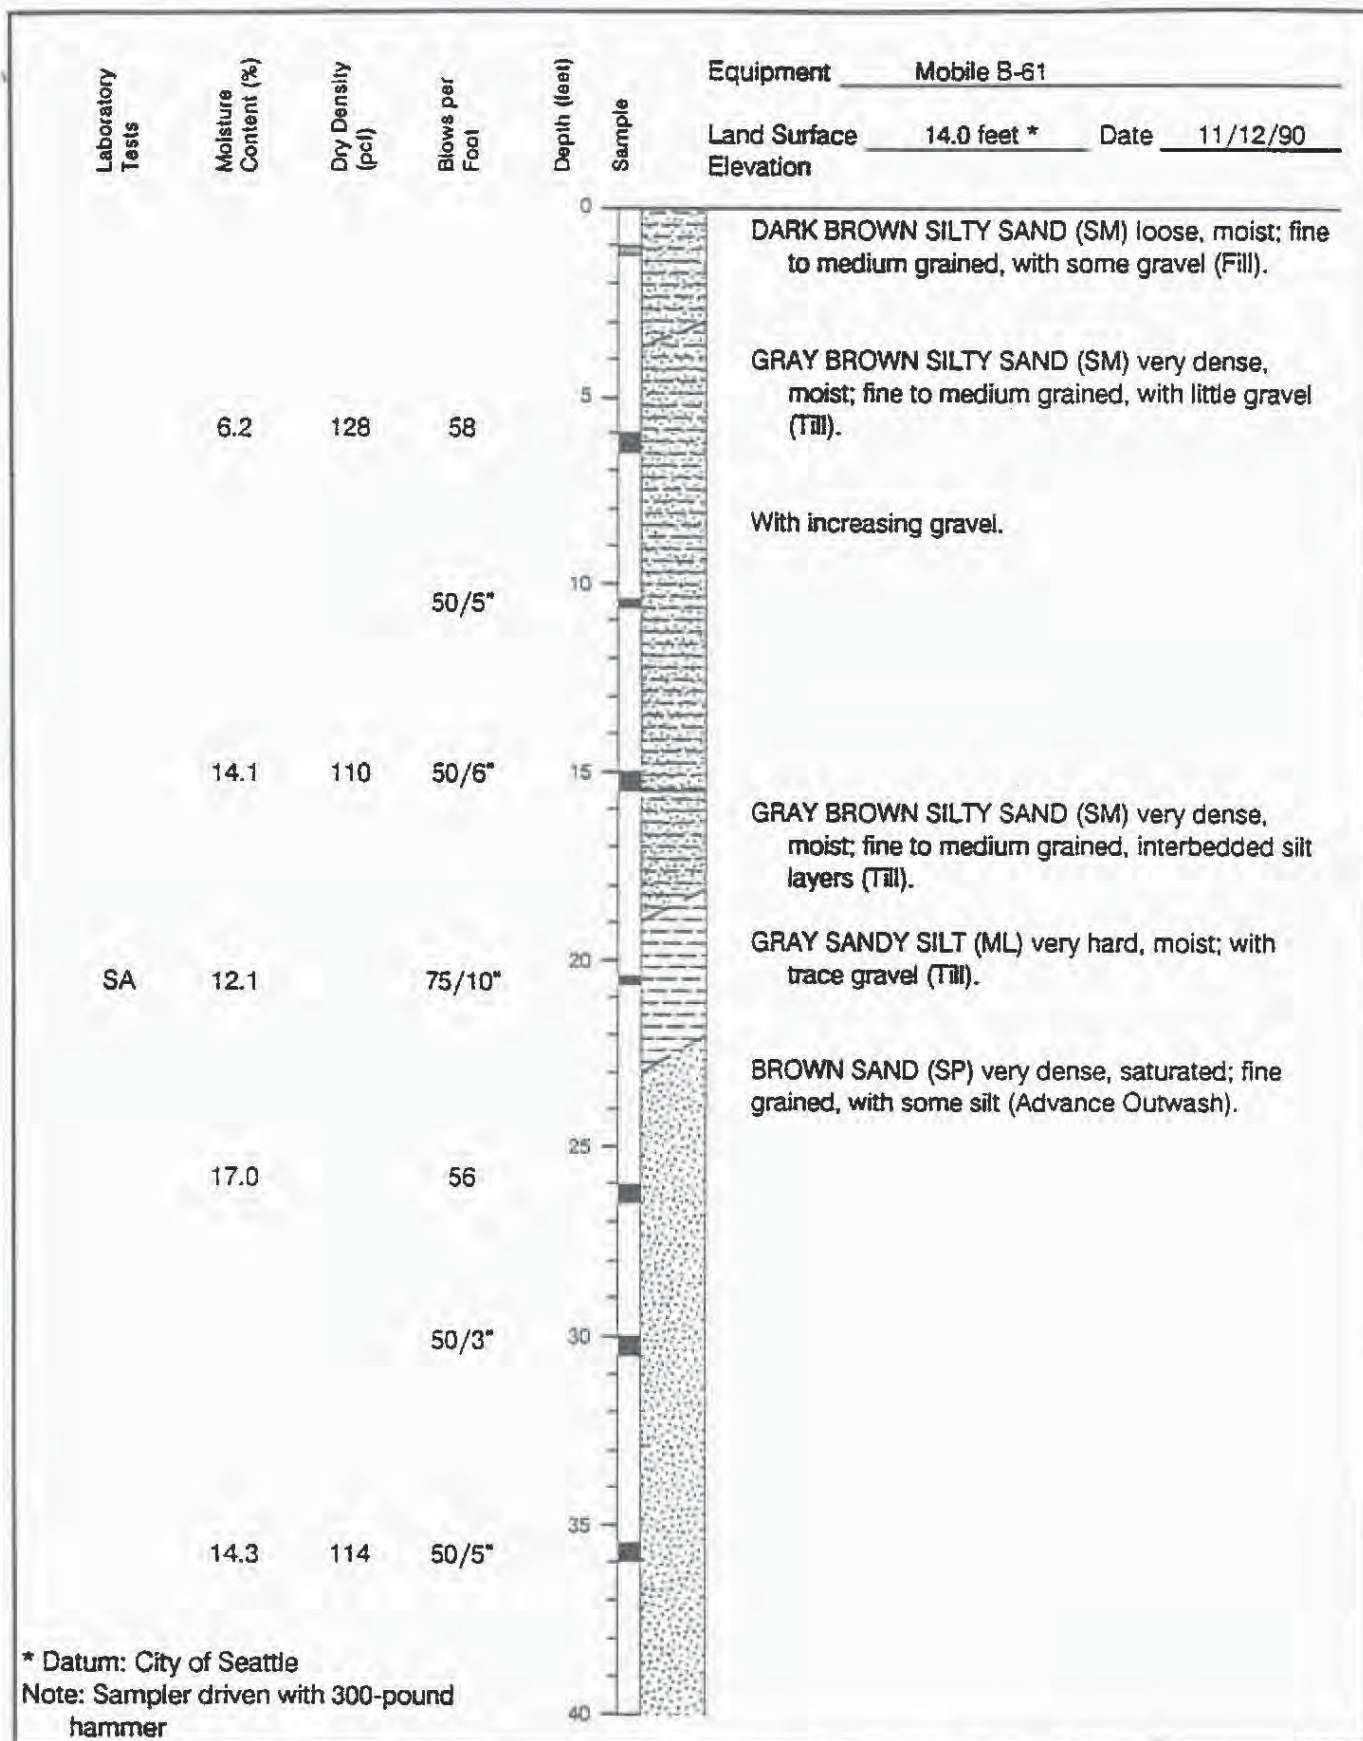 Laboratory
Tests
Moisture
Content (%)
Dry Density
(pcf)
Blows per
Foot
Depth (feet)
Sample
Equipment Mobile B-61
Land Surface 14.0 feet * Date 11/12/90
Elevation
0
DARK BROWN SILTY SAND (SM) loose, moist; fine
to medium grained, with some gravel (Fill).
GRAY BROWN SILTY SAND (SM) very dense,
moist; fine to medium grained, with little gravel
(Till).
5
6.2 128 58
With increasing gravel.
10
50/5"
14.1 110 50/6" 15
GRAY BROWN SILTY SAND (SM) very dense,
moist; fine to medium grained, interbedded silt
layers (Till).
GRAY SANDY SILT (ML) very hard, moist; with
trace gravel (Till).
20
SA 12.1 75/10"
BROWN SAND (SP) very dense, saturated; fine
grained, with some silt (Advance Outwash).
25
17.0 56
50/3" 30
35
14.3 114 50/5"
* Datum: City of Seattle
Note: Sampler driven with 300-pound
hammer
40